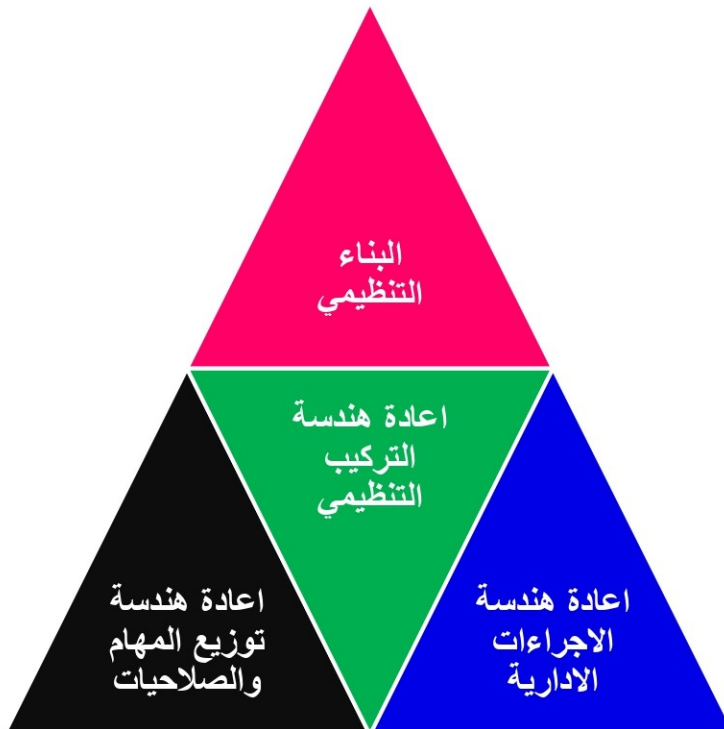 البناء
التنظيمي
اعادة هندسة
التركيب
التنظيمي
اعادة هندسة
الاجراءات
الادارية
اعادة هندسة
توزيع المهام
والصلاحيات